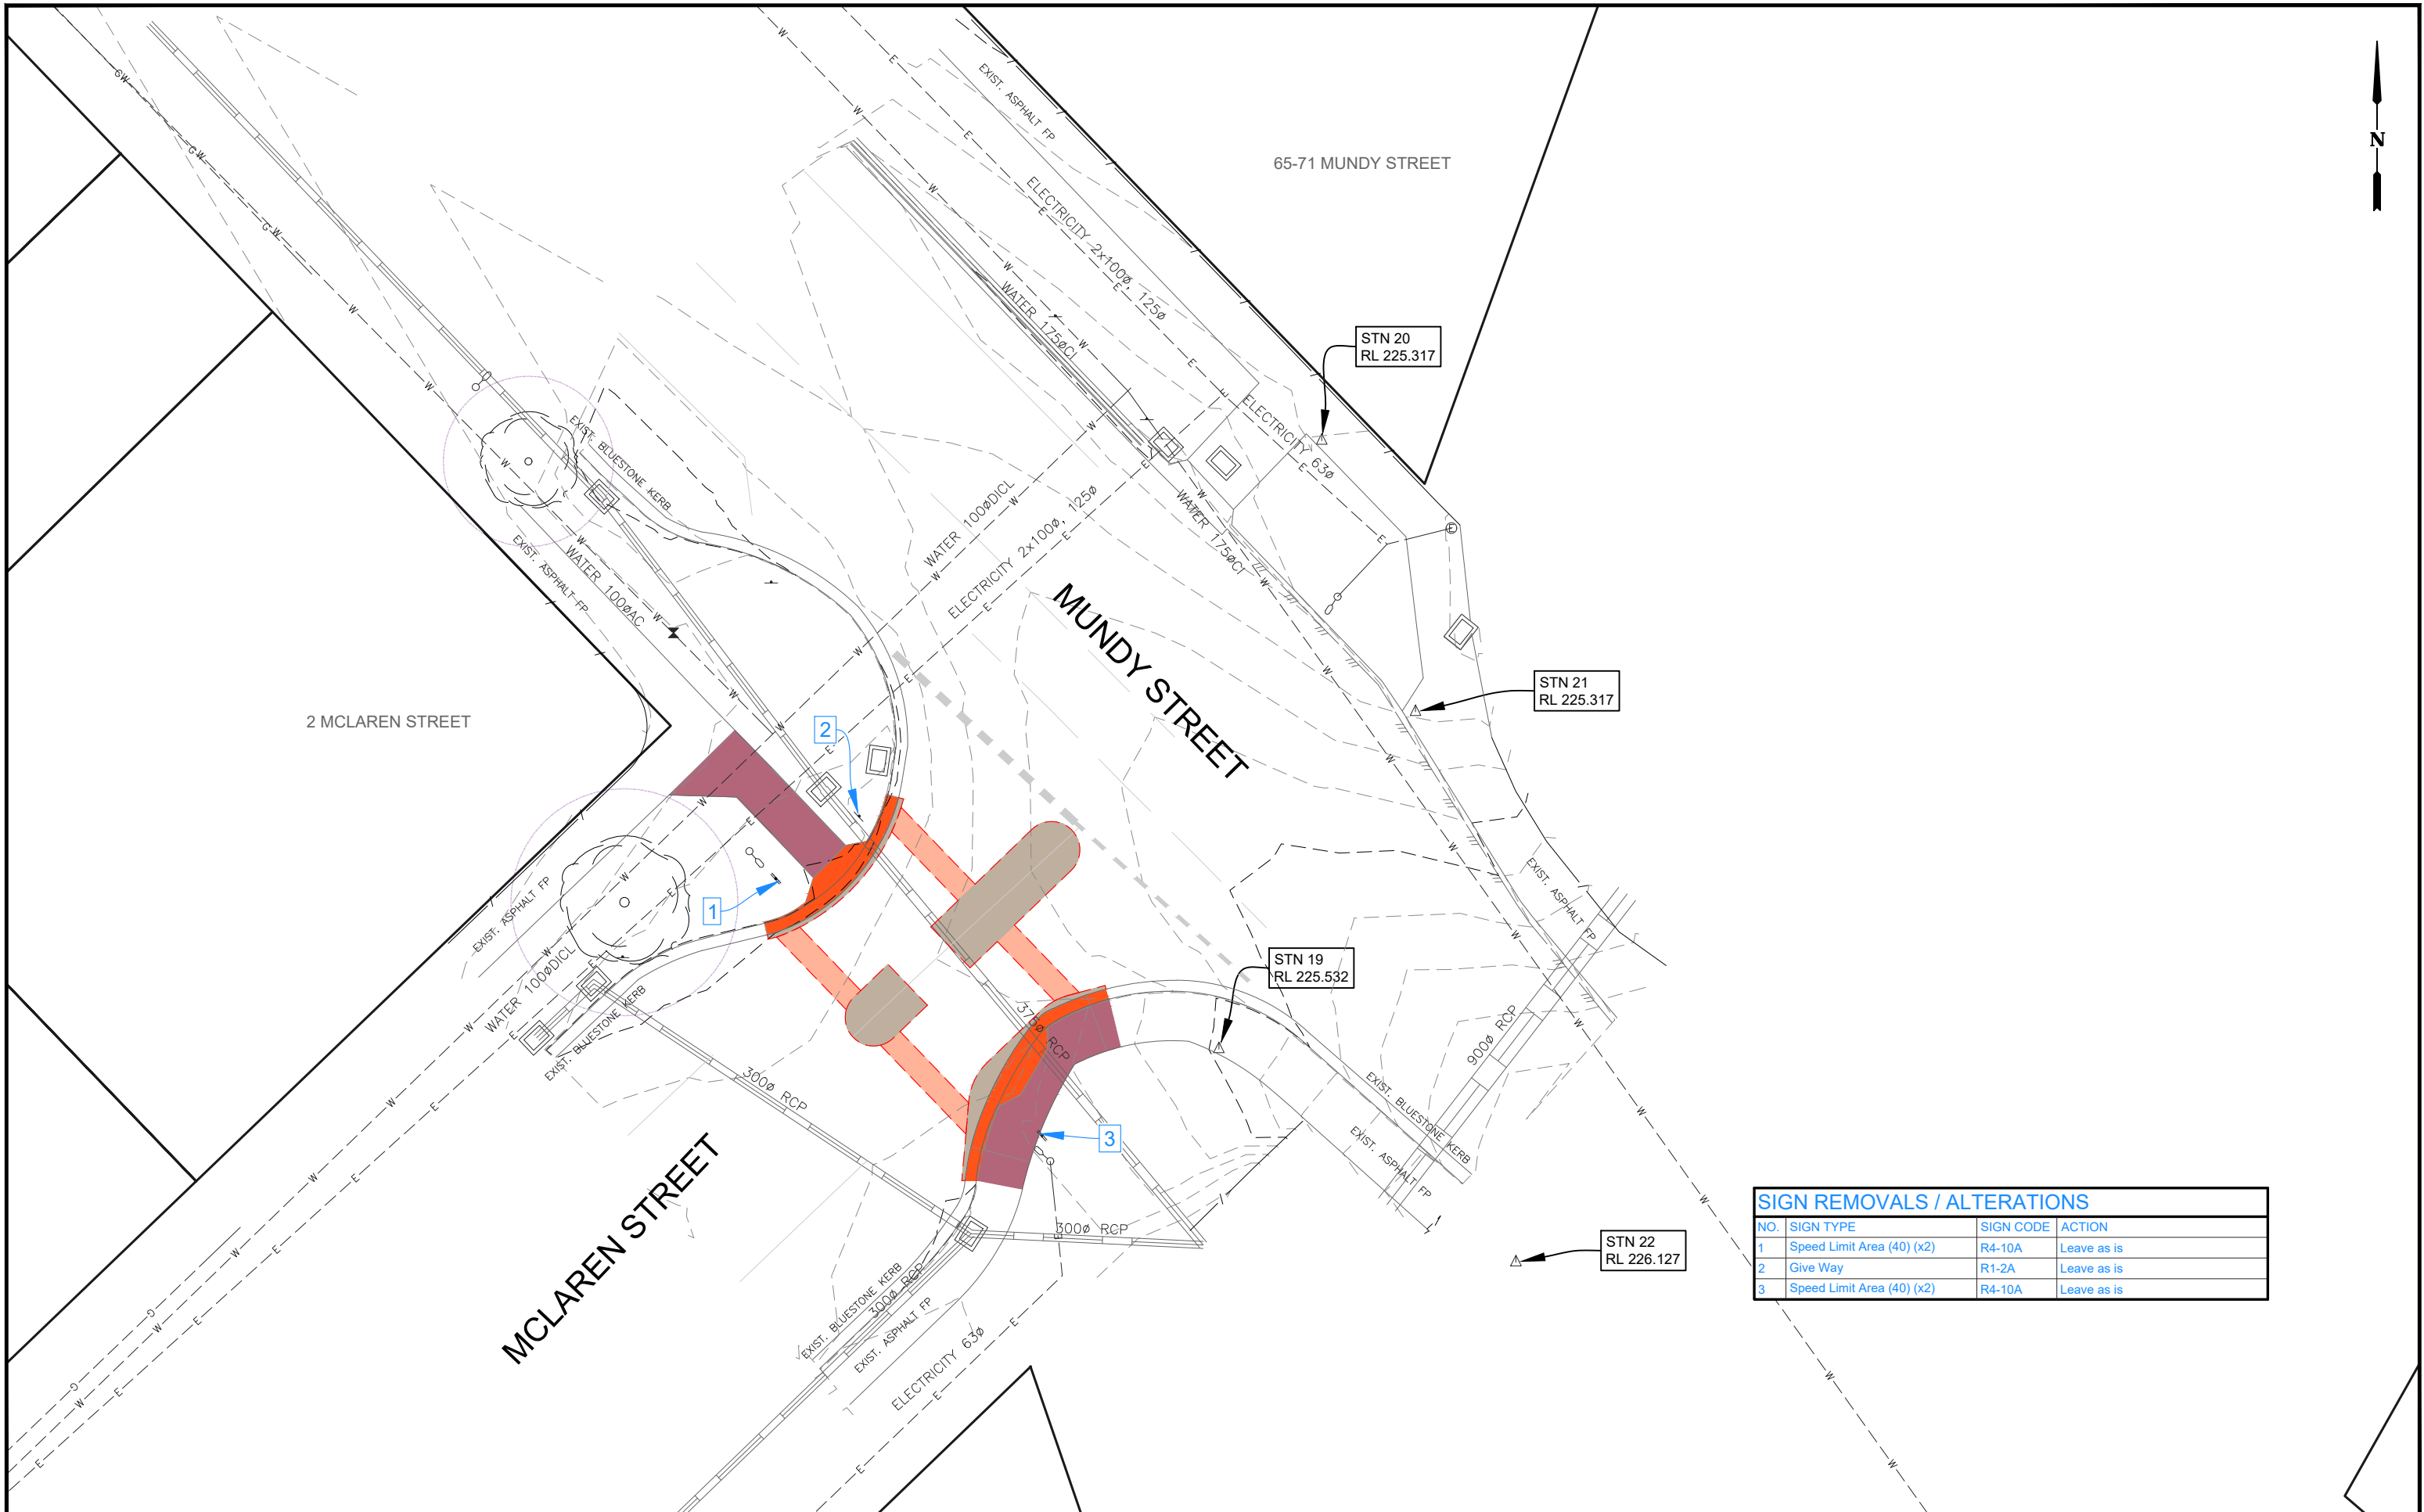 N
EXIST. ASPHALT FP
65-71 MUNDY STREET
ELECTRICITY 2x100ø, 125ø
WATER 175øCI
STN 20
RL 225.317
ELECTRICITY 63ø
EXIST. BLUESTONE KERB
WATER 100øDICL
ELECTRICITY 2x100ø, 125ø
WATER 175øCI
EXIST. ASPHALT FP
WATER 100øAC
MUNDY STREET
STN 21
RL 225.317
2 MCLAREN STREET
2
1
EXIST. ASPHALT FP
WATER 100øDICL
EXIST. BLUESTONE KERB
EXIST. ASPHALT FP
STN 19
RL 225.532
375ø RCP
900ø RCP
300ø RCP
3
EXIST. BLUESTONE KERB
EXIST. ASPHALT FP
MCLAREN STREET
300ø RCP
STN 22
RL 226.127
EXIST. BLUESTONE KERB
300ø RCP
EXIST. ASPHALT FP
ELECTRICITY 63ø
SIGN REMOVALS / ALTERATIONS
NO. SIGN TYPE SIGN CODE ACTION
1 Speed Limit Area (40) (x2) R4-10A Leave as is
2 Give Way R1-2A Leave as is
3 Speed Limit Area (40) (x2) R4-10A Leave as is